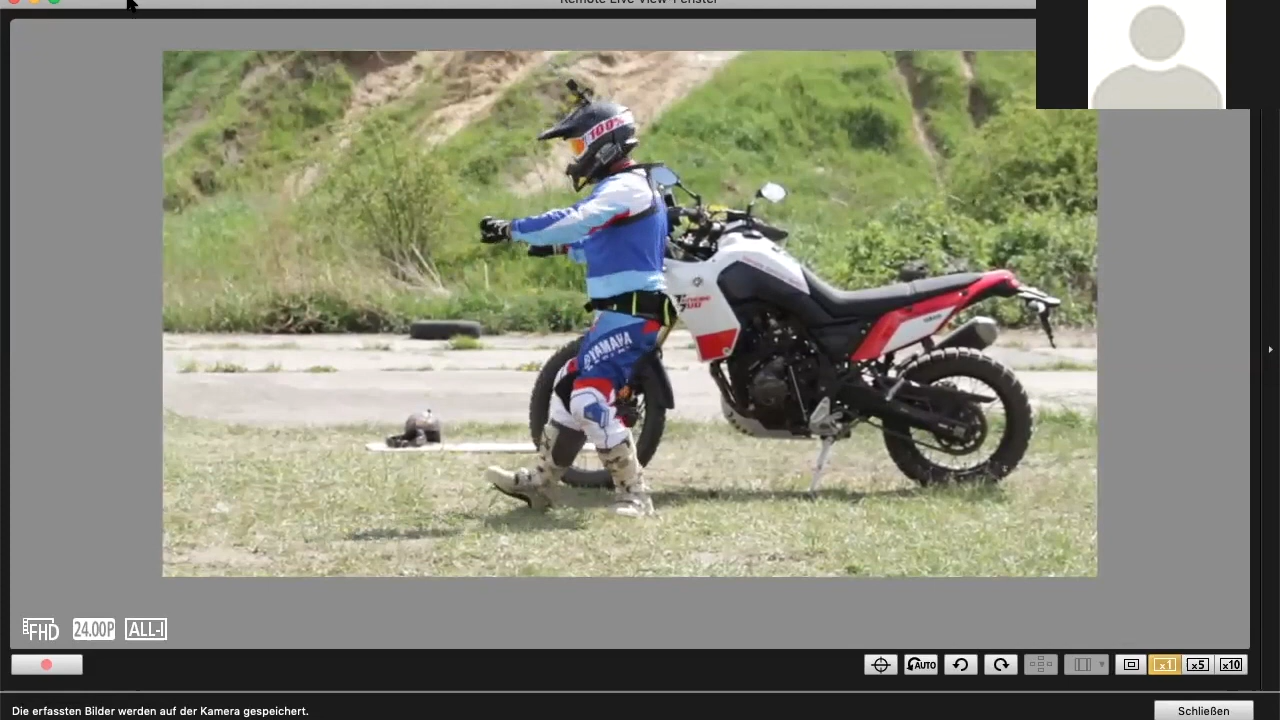 Remote Live View-Fenster
100%
700
YAMAHA
FHD
24.00P
ALL-I
AUTO
x1
x5
x10
Die erfassten Bilder werden auf der Kamera gespeichert.
Schließen